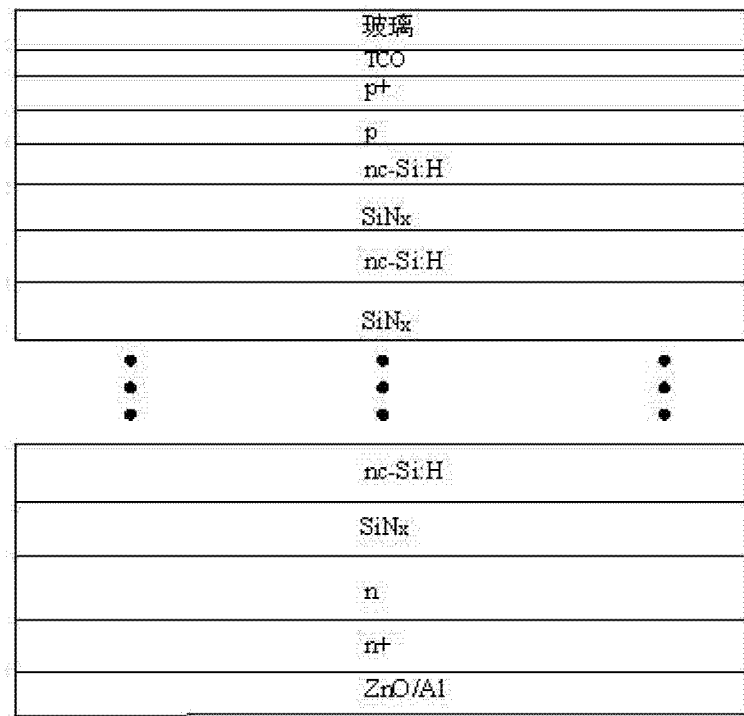 玻璃
TCO
p+
p
nc-Si:H
SiNx
nc-Si:H
SiNx
nc-Si:H
SiNx
n
n+
ZnO/Al